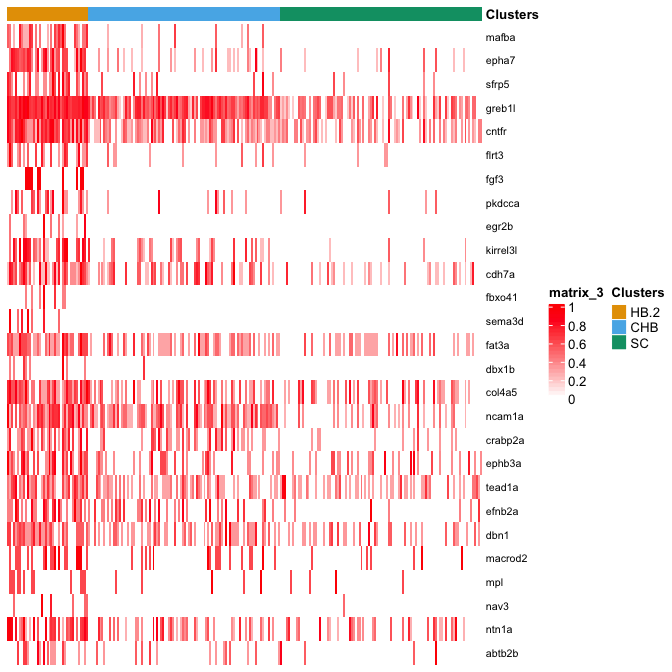 Clusters
mafba
epha7
sfrp5
greb1l
cntfr
flrt3
fgf3
pkdcca
egr2b
kirrel3l
cdh7a
fbxo41
sema3d
fat3a
dbx1b
col4a5
ncam1a
crabp2a
ephb3a
tead1a
efnb2a
dbn1
macrod2
mpl
nav3
ntn1a
abtb2b
matrix_3
1
0.8
0.6
0.4
0.2
0
Clusters
HB.2
CHB
SC